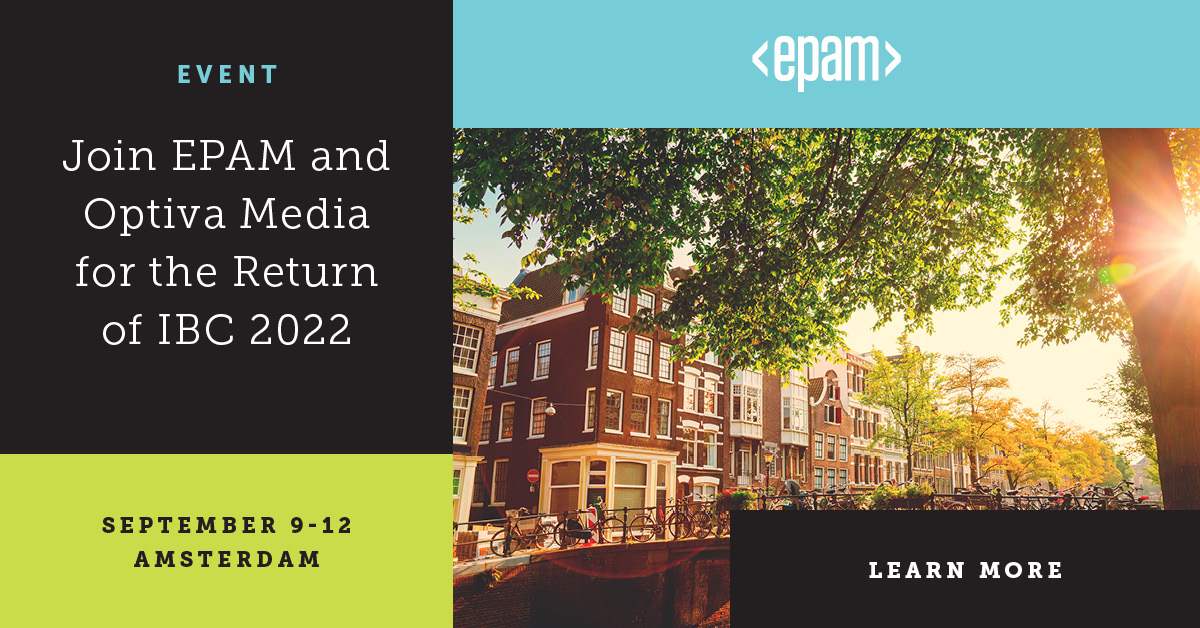 EVENT
Join EPAM and
Optiva Media
for the Return
of IBC 2022
SEPTEMBER 9-12
AMSTERDAM
<epam>
LEARN MORE